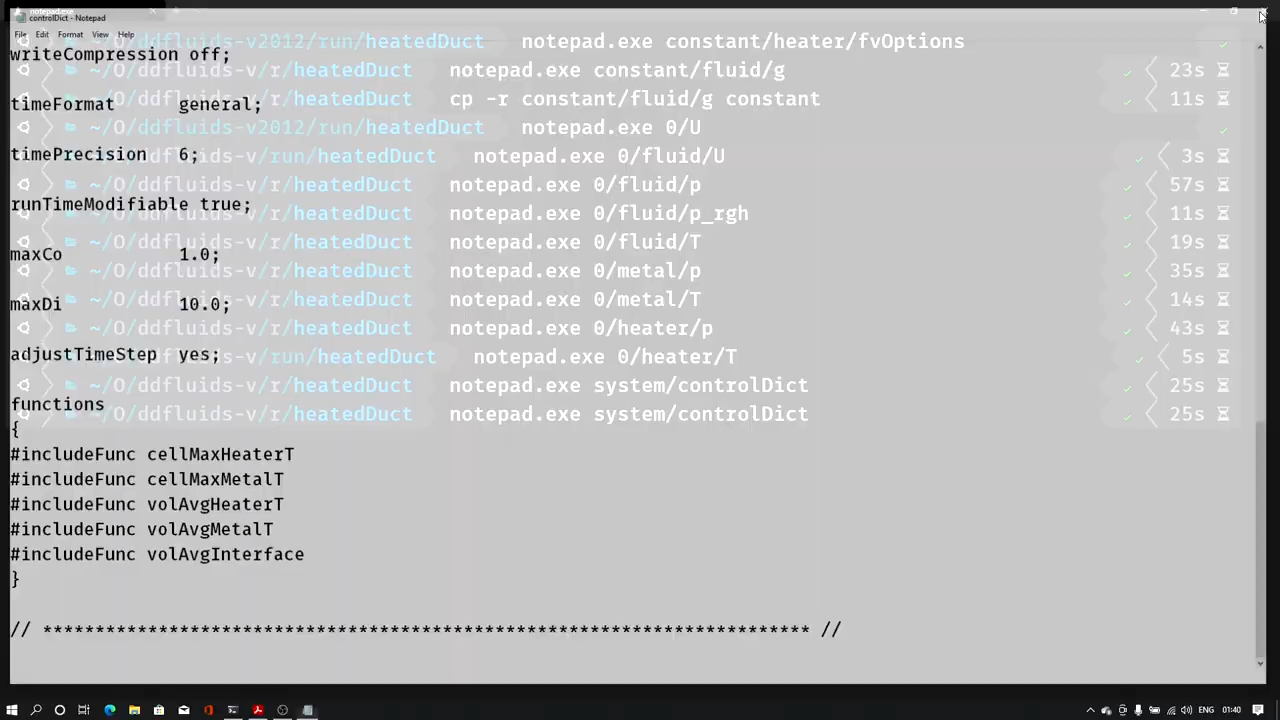 notepad.exe
controlDict - Notepad
File Edit Format View Help
~/O/ddfluids-v2012/run/heatedDuct notepad.exe constant/heater/fvOptions
writeCompression off;
~/O/ddfluids-v/r/heatedDuct notepad.exe constant/fluid/g 23s
~/O/ddfluids-v/r/heatedDuct cp -r constant/fluid/g constant 11s
timeFormat general;
~/O/ddfluids-v2012/run/heatedDuct notepad.exe 0/U
~/O/ddfluids-v/run/heatedDuct notepad.exe 0/fluid/U 3s
timePrecision 6;
~/O/ddfluids-v/r/heatedDuct notepad.exe 0/fluid/p 57s
runTimeModifiable true;
~/O/ddfluids-v/r/heatedDuct notepad.exe 0/fluid/p_rgh 11s
~/O/ddfluids-v/r/heatedDuct notepad.exe 0/fluid/T 19s
maxCo 1.0;
~/O/ddfluids-v/r/heatedDuct notepad.exe 0/metal/p 35s
~/O/ddfluids-v/r/heatedDuct notepad.exe 0/metal/T 14s
maxDi 10.0;
~/O/ddfluids-v/r/heatedDuct notepad.exe 0/heater/p 43s
~/O/ddfluids-v/run/heatedDuct notepad.exe 0/heater/T 5s
adjustTimeStep yes;
~/O/ddfluids-v/r/heatedDuct notepad.exe system/controlDict 25s
functions
~/O/ddfluids-v/r/heatedDuct notepad.exe system/controlDict 25s
{
#includeFunc cellMaxHeaterT
#includeFunc cellMaxMetalT
#includeFunc volAvgHeaterT
#includeFunc volAvgMetalT
#includeFunc volAvgInterface
}
// ************************************************************************* //
ENG 01:40